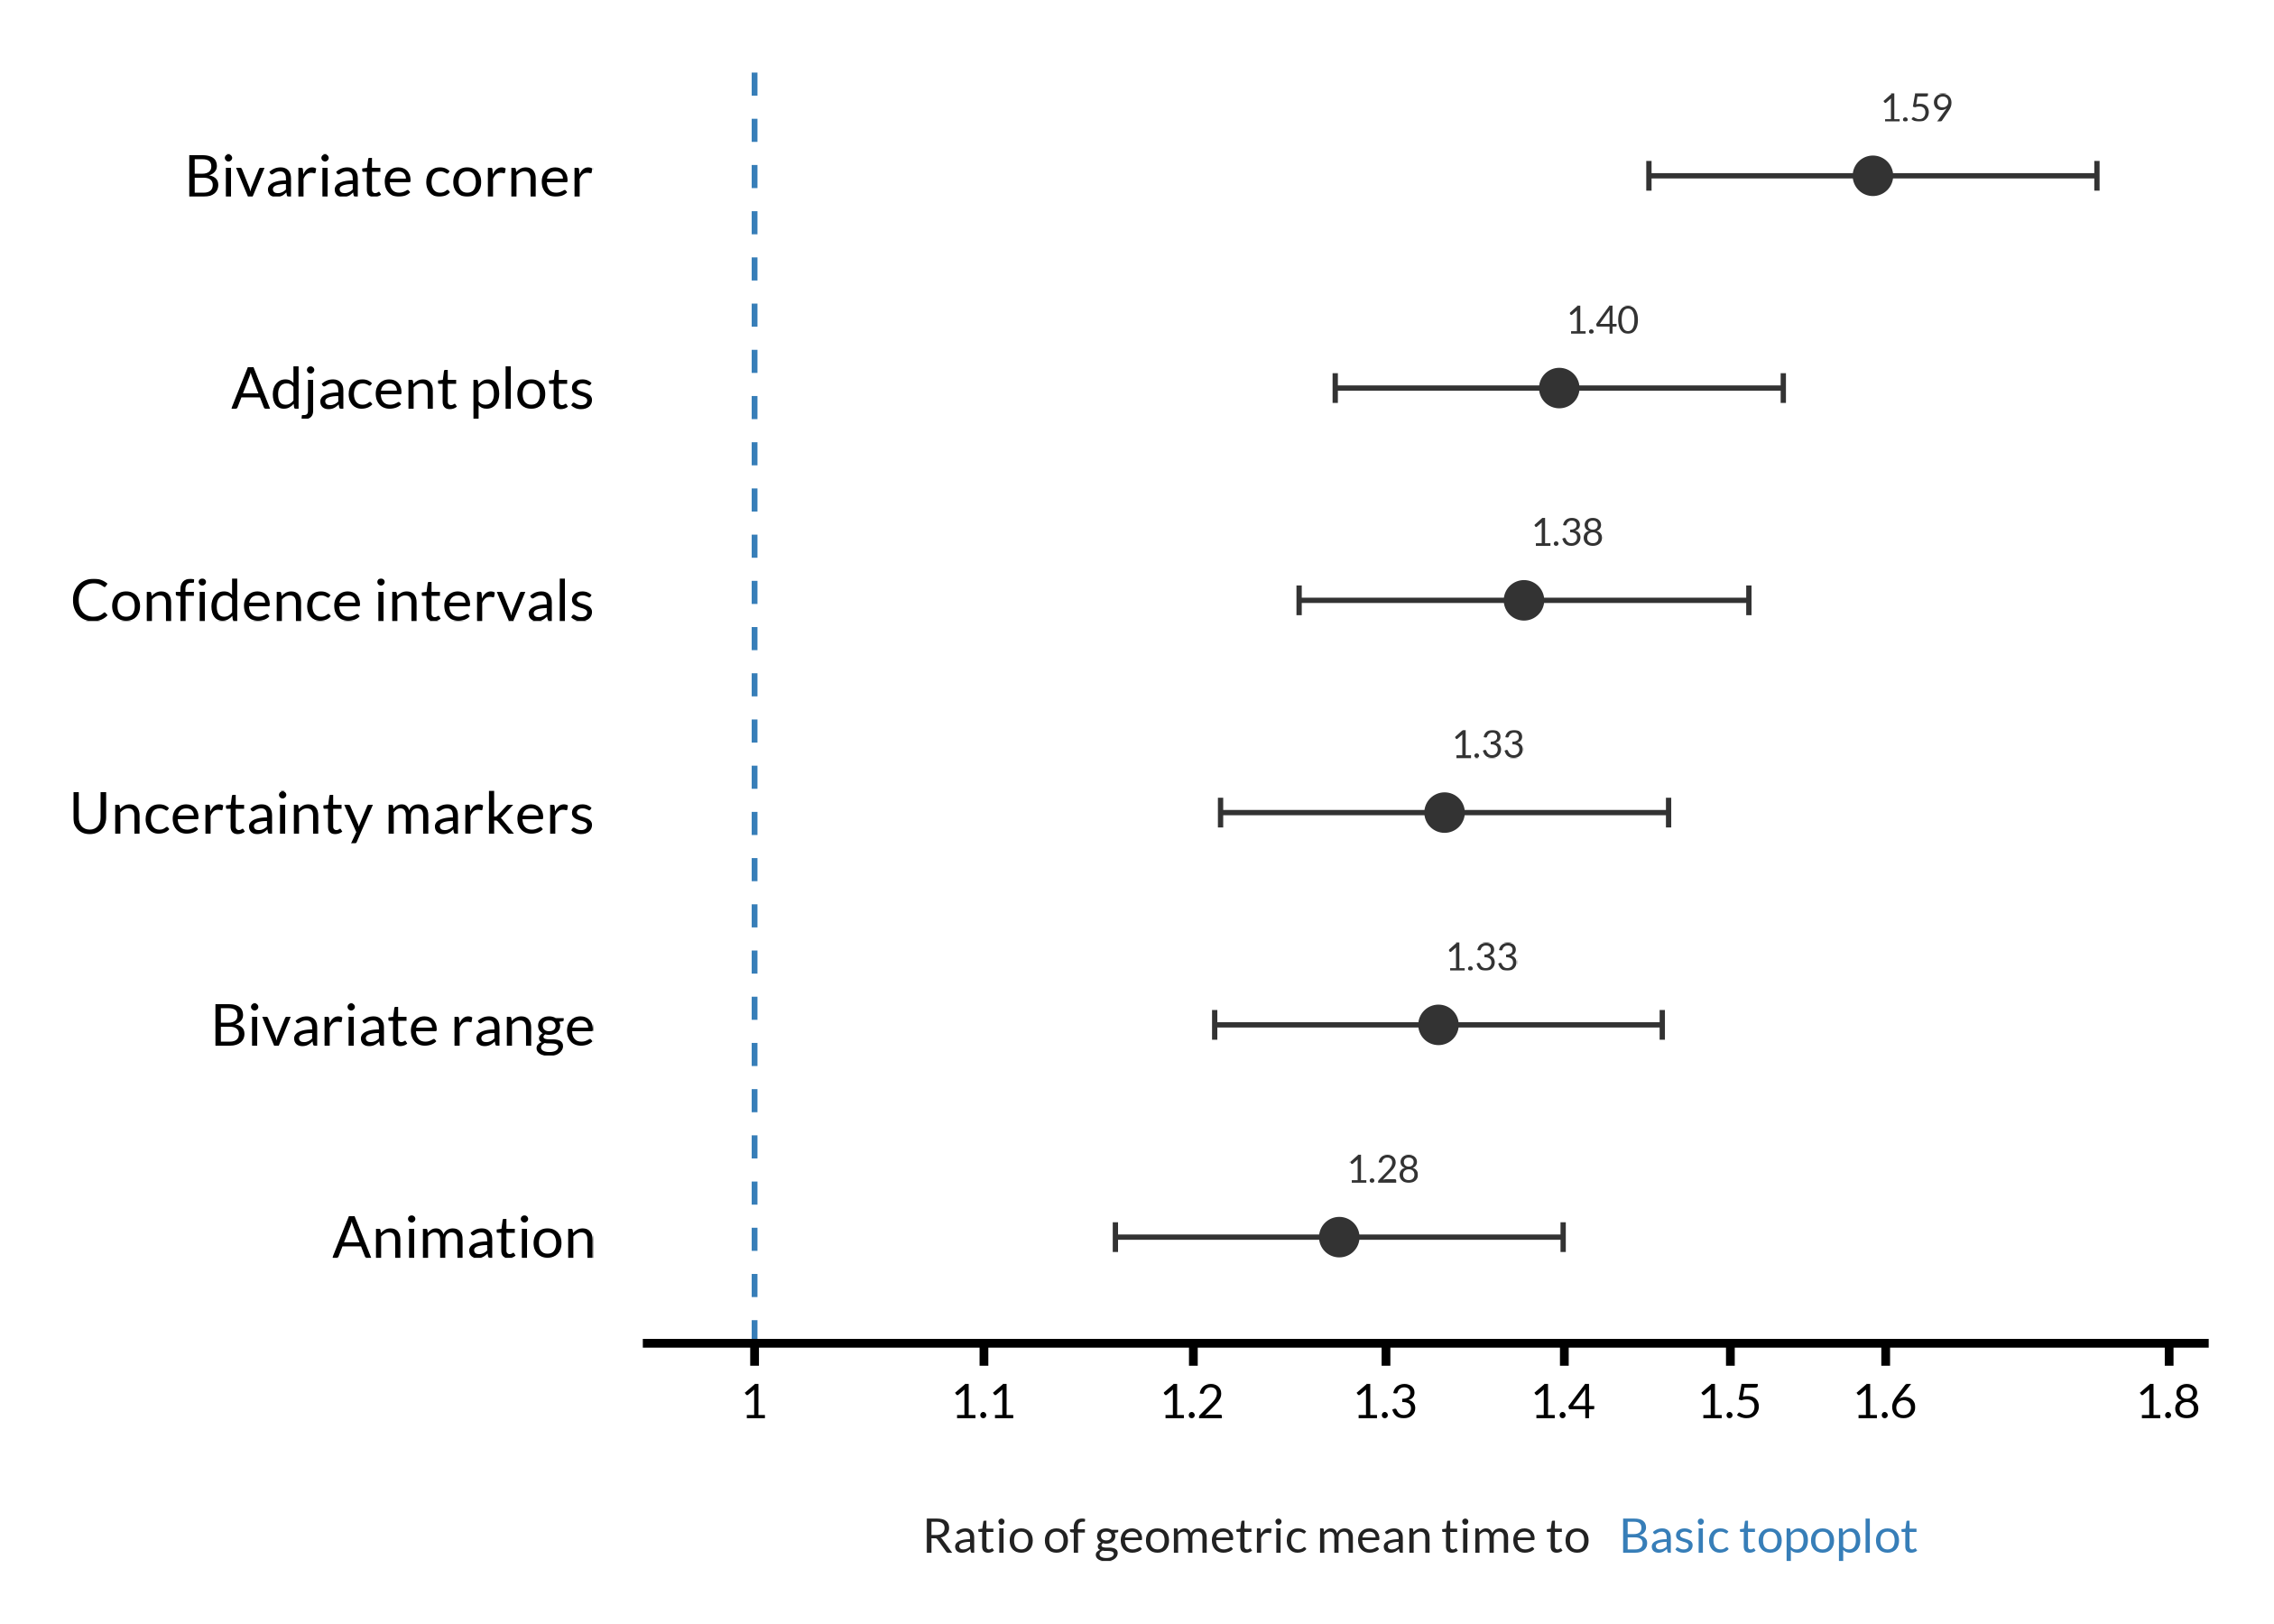 1.59
Bivariate corner
1.40
Adjacent plots
1.38
Confidence intervals
1.33
Uncertainty markers
1.33
Bivariate range
1.28
Animation
1 1.1 1.2 1.3 1.4 1.5 1.6 1.8
Ratio of geometric mean time to Basic topoplot